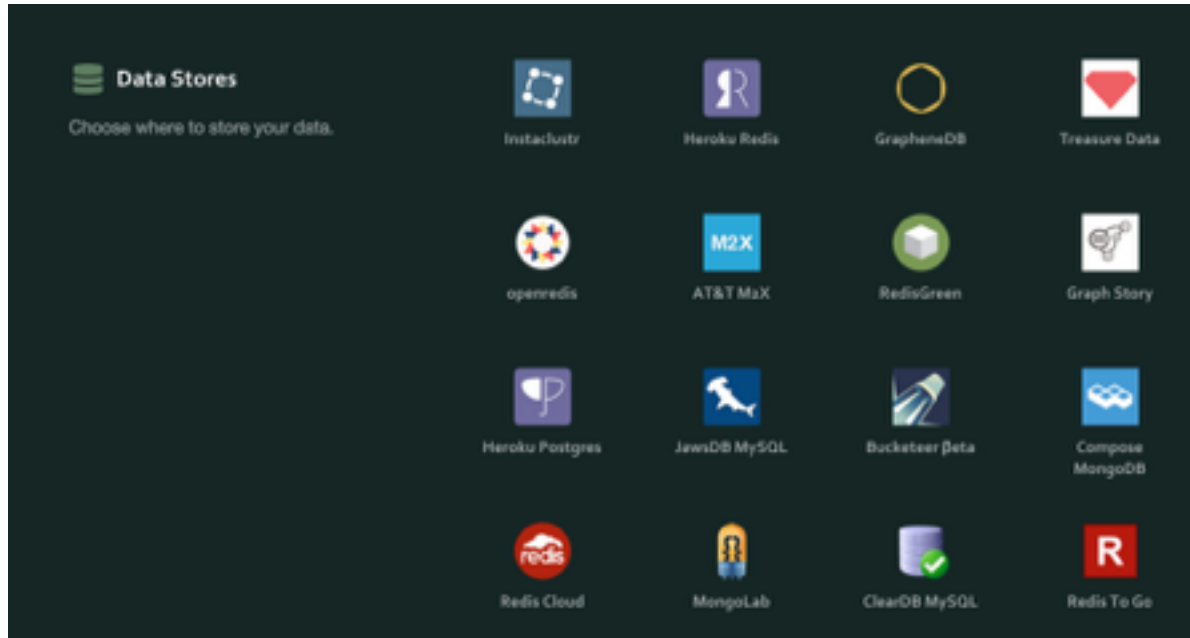 Data Stores
Choose where to store your data.
Instaclustr
Heroku Redis
GrapheneDB
Treasure Data
openredis
M2X
AT&T M2X
RedisGreen
Graph Story
Heroku Postgres
JawsDB MySQL
Bucketeer βeta
Compose
MongoDB
redis
Redis Cloud
MongoLab
ClearDB MySQL
R
Redis To Go